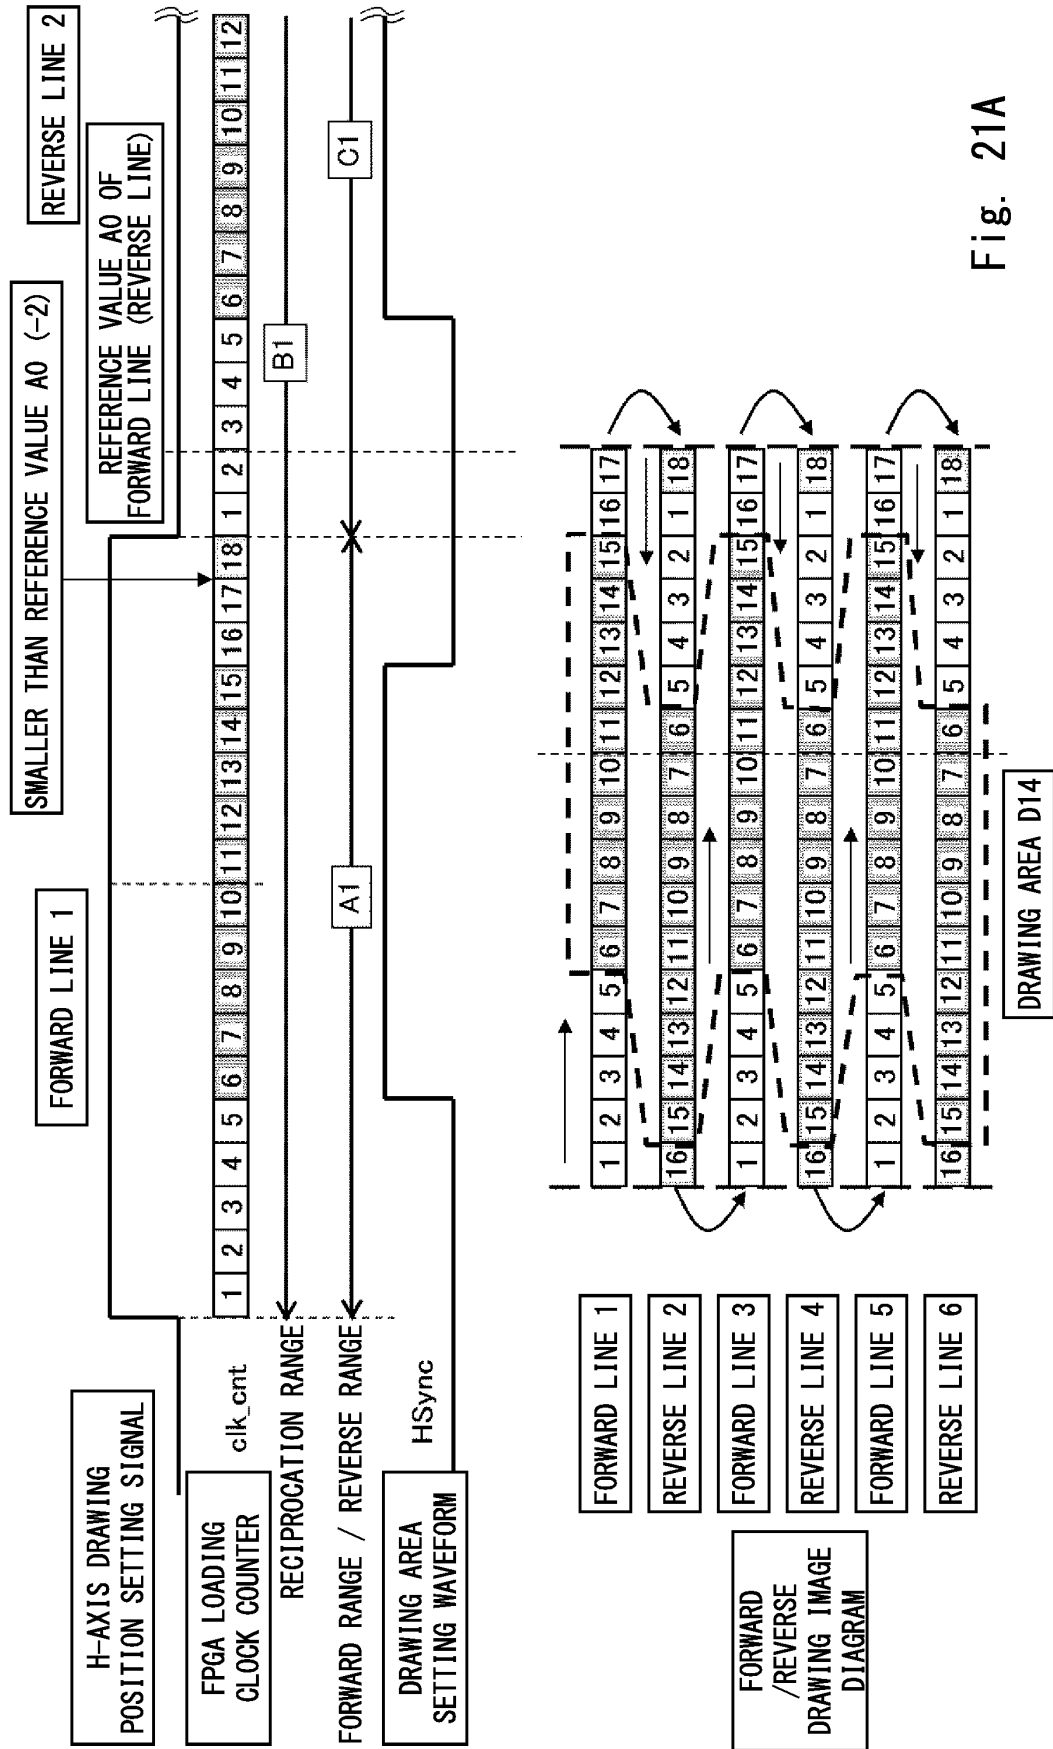 SMALLER THAN REFERENCE VALUE A0 (-2)
FORWARD LINE 1
REVERSE LINE 2
REFERENCE VALUE A0 OF
FORWARD LINE (REVERSE LINE)
H-AXIS DRAWING
POSITION SETTING SIGNAL
FPGA LOADING
CLOCK COUNTER
clk_cnt
1 2 3 4 5 6 7 8 9 10 11 12 13 14 15 16 17 18 1 2 3 4 5 6 7 8 9 10 11 12
RECIPROCATION RANGE
B1
FORWARD RANGE / REVERSE RANGE
A1
C1
DRAWING AREA
SETTING WAVEFORM
HSync
FORWARD
/REVERSE
DRAWING IMAGE
DIAGRAM
FORWARD LINE 1
1 2 3 4 5 6 7 8 9 10 11 12 13 14 15 16 17
REVERSE LINE 2
16 15 14 13 12 11 10 9 8 7 6 5 4 3 2 1 18
FORWARD LINE 3
1 2 3 4 5 6 7 8 9 10 11 12 13 14 15 16 17
REVERSE LINE 4
16 15 14 13 12 11 10 9 8 7 6 5 4 3 2 1 18
FORWARD LINE 5
1 2 3 4 5 6 7 8 9 10 11 12 13 14 15 16 17
REVERSE LINE 6
16 15 14 13 12 11 10 9 8 7 6 5 4 3 2 1 18
DRAWING AREA D14
Fig. 21A